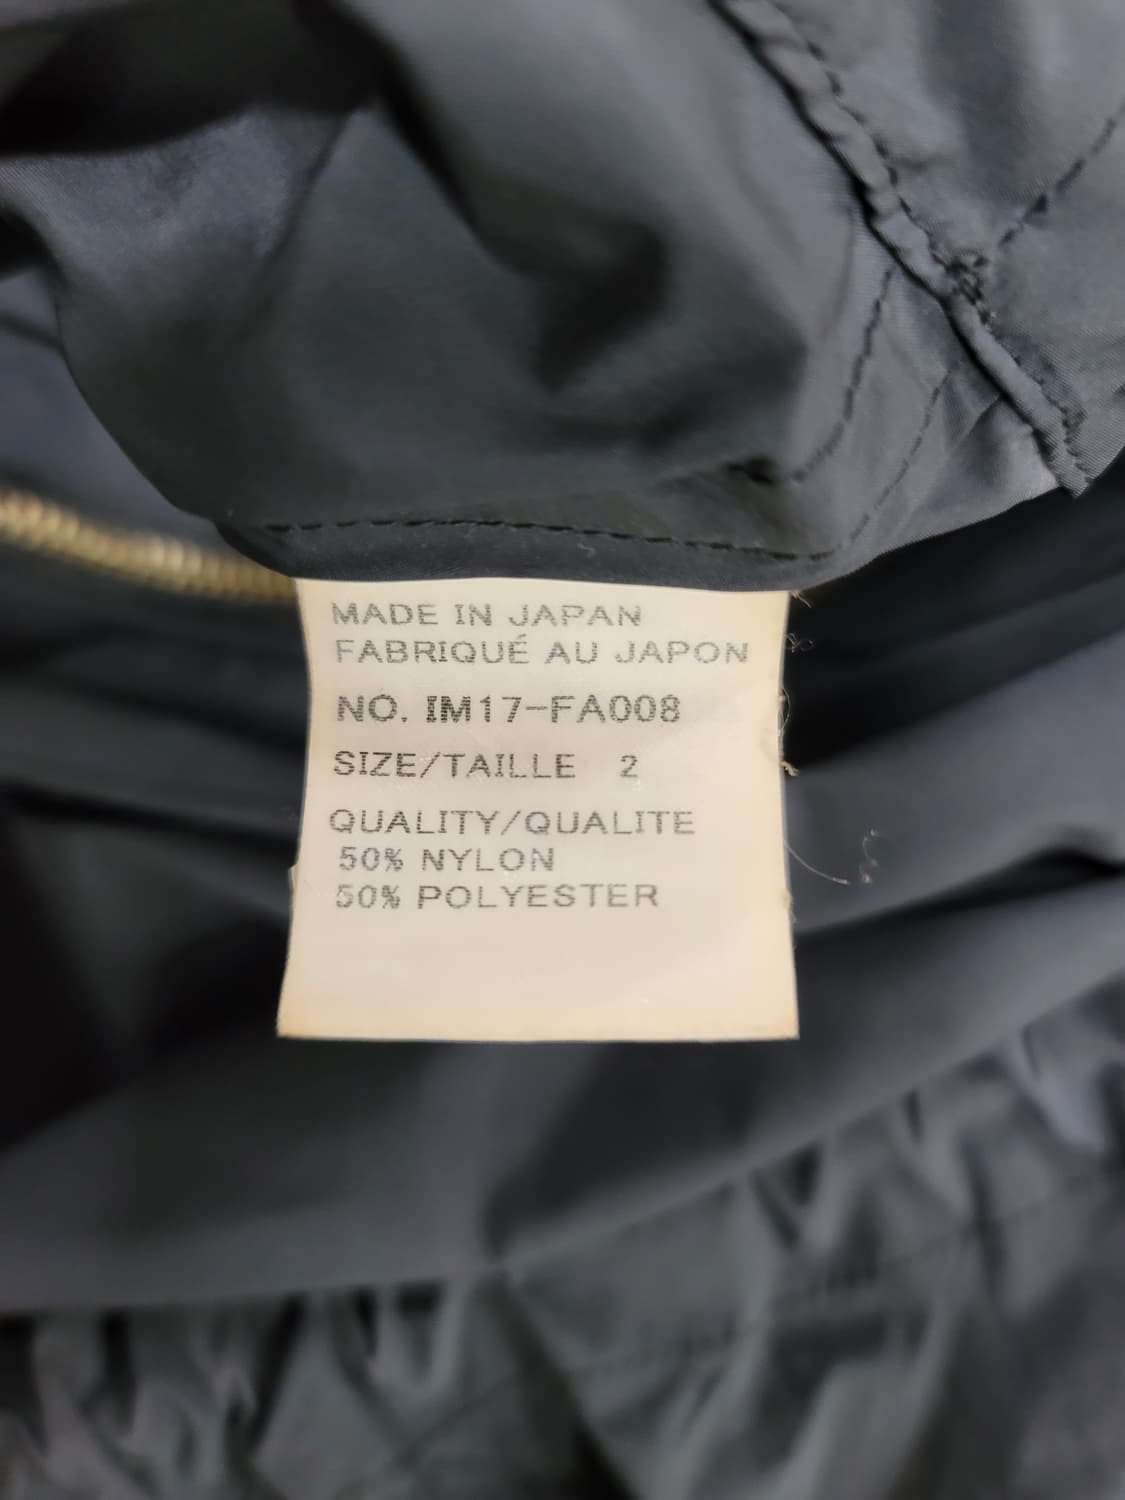 MADE IN JAPAN
FABRIQUÉ AU JAPON
NO. IM17-FA008
SIZE/TAILLE 2
QUALITY/QUALITE
50% NYLON
50% POLYESTER